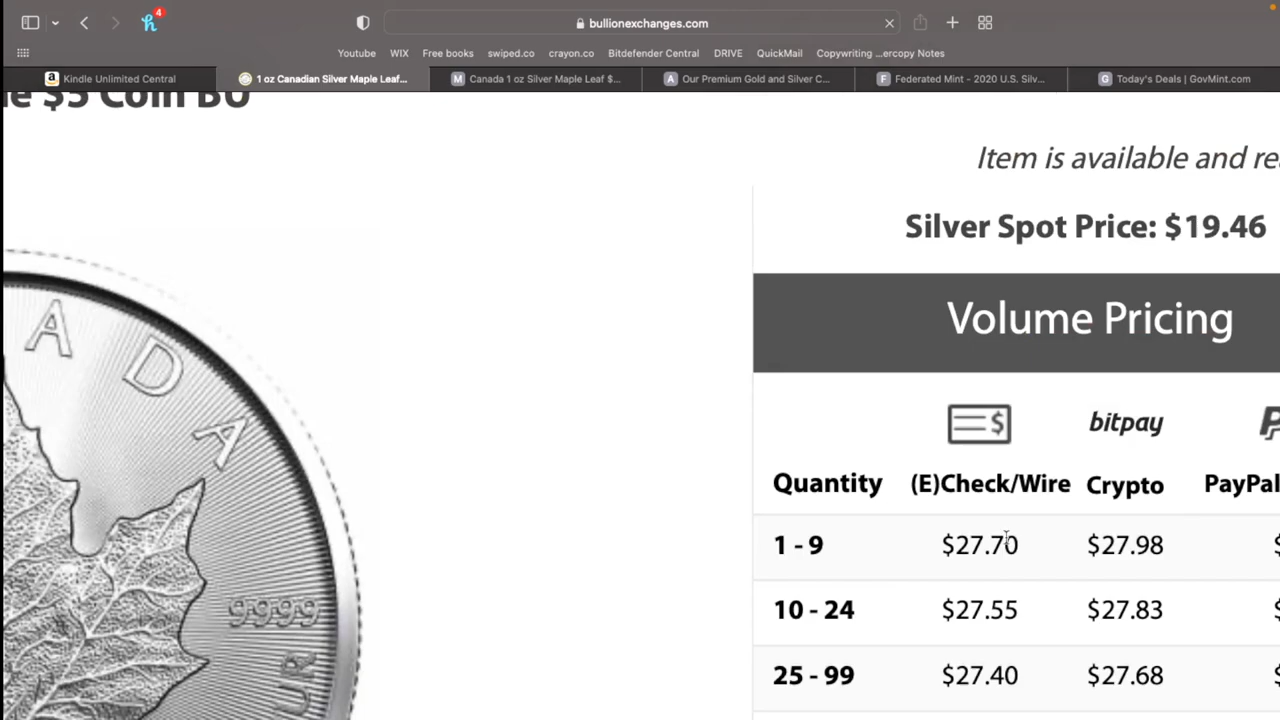 4
bullionexchanges.com
Youtube WIX Free books swiped.co crayon.co Bitdefender Central DRIVE QuickMail Copywriting ...ercopy Notes
Kindle Unlimited Central 1 oz Canadian Silver Maple Leaf... Canada 1 oz Silver Maple Leaf $... Our Premium Gold and Silver C... Federated Mint - 2020 U.S. Silv... Today's Deals | GovMint.com
$5 Coin BU
Item is available and re
Silver Spot Price: $19.46
Volume Pricing
bitpay
Quantity (E)Check/Wire Crypto PayPal
1 - 9 $27.70 $27.98 $
10 - 24 $27.55 $27.83 $
25 - 99 $27.40 $27.68 $
ADA
9999
UR